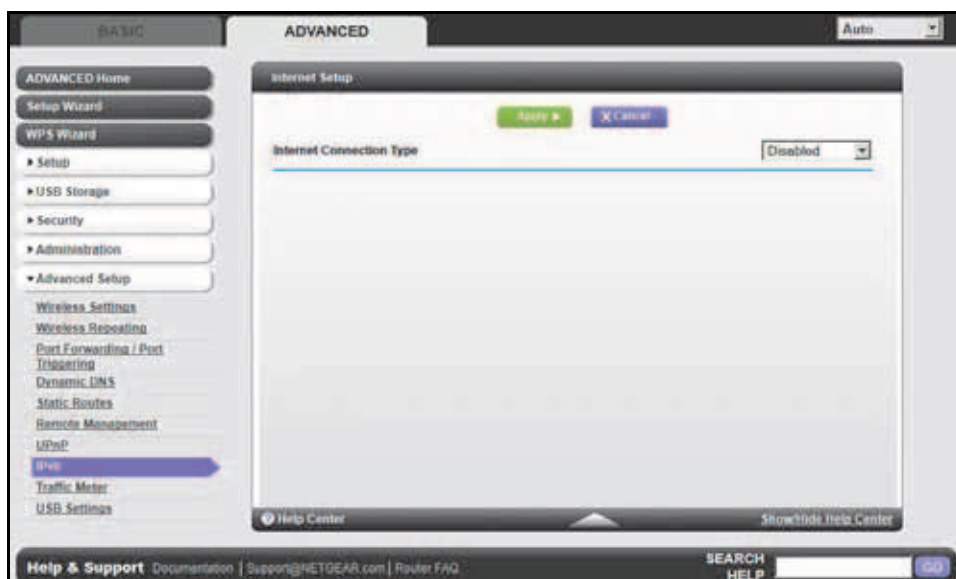 BASIC
ADVANCED
Auto
ADVANCED Home
Setup Wizard
WPS Wizard
Setup
USB Storage
Security
Administration
Advanced Setup
Wireless Settings
Wireless Repeating
Port Forwarding / Port
Triggering
Dynamic DNS
Static Routes
Remote Management
UPnP
IPv6
Traffic Meter
USB Settings
Internet Setup
Apply
X Cancel
Internet Connection Type
Disabled
Help Center
Show/Hide Help Center
Help & Support Documentation | Support@NETGEAR.com | Router FAQ
SEARCH
HELP
GO